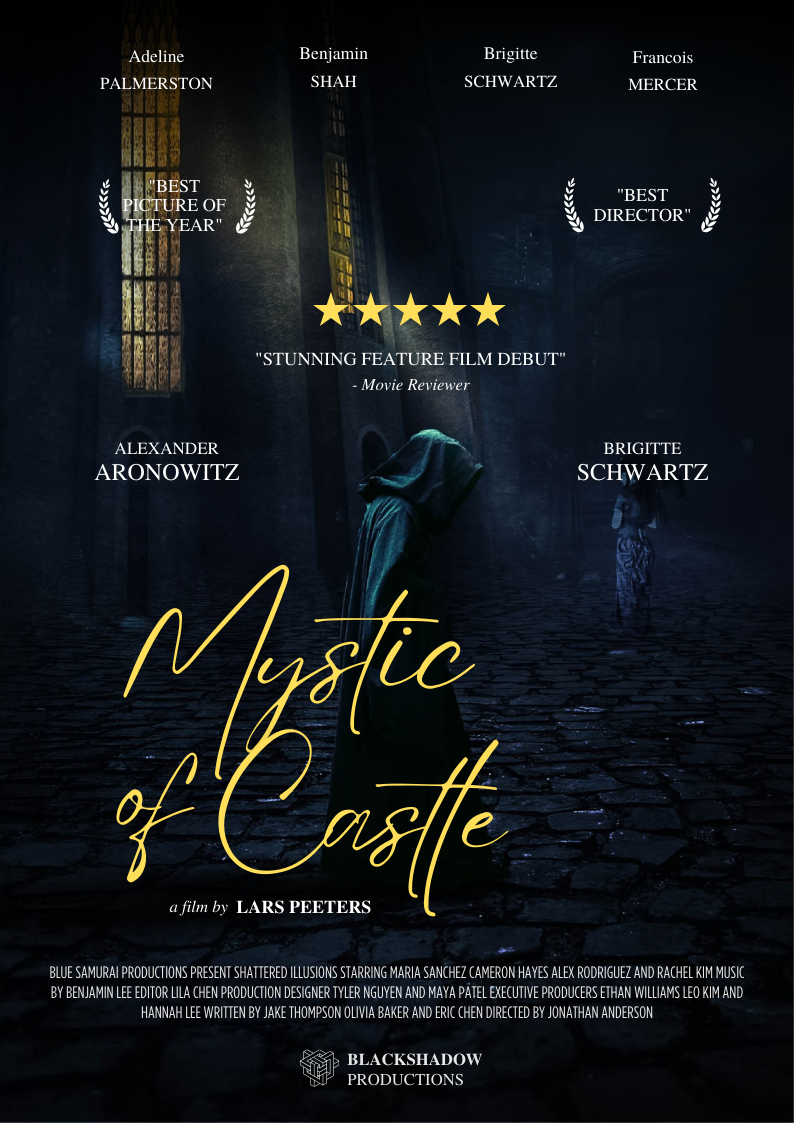 Adeline
PALMERSTON
Benjamin
SHAH
Brigitte
SCHWARTZ
Francois
MERCER
"BEST
PICTURE OF
THE YEAR"
"BEST
DIRECTOR"
"STUNNING FEATURE FILM DEBUT"
- Movie Reviewer
ALEXANDER
ARONOWITZ
BRIGITTE
SCHWARTZ
Mystic
of Castle
a film by LARS PEETERS
BLUE SAMURAI PRODUCTIONS PRESENT SHATTERED ILLUSIONS STARRING MARIA SANCHEZ CAMERON HAYES ALEX RODRIGUEZ AND RACHEL KIM MUSIC
BY BENJAMIN LEE EDITOR LILA CHEN PRODUCTION DESIGNER TYLER NGUYEN AND MAYA PATEL EXECUTIVE PRODUCERS ETHAN WILLIAMS LEO KIM AND
HANNAH LEE WRITTEN BY JAKE THOMPSON OLIVIA BAKER AND ERIC CHEN DIRECTED BY JONATHAN ANDERSON
BLACKSHADOW
PRODUCTIONS